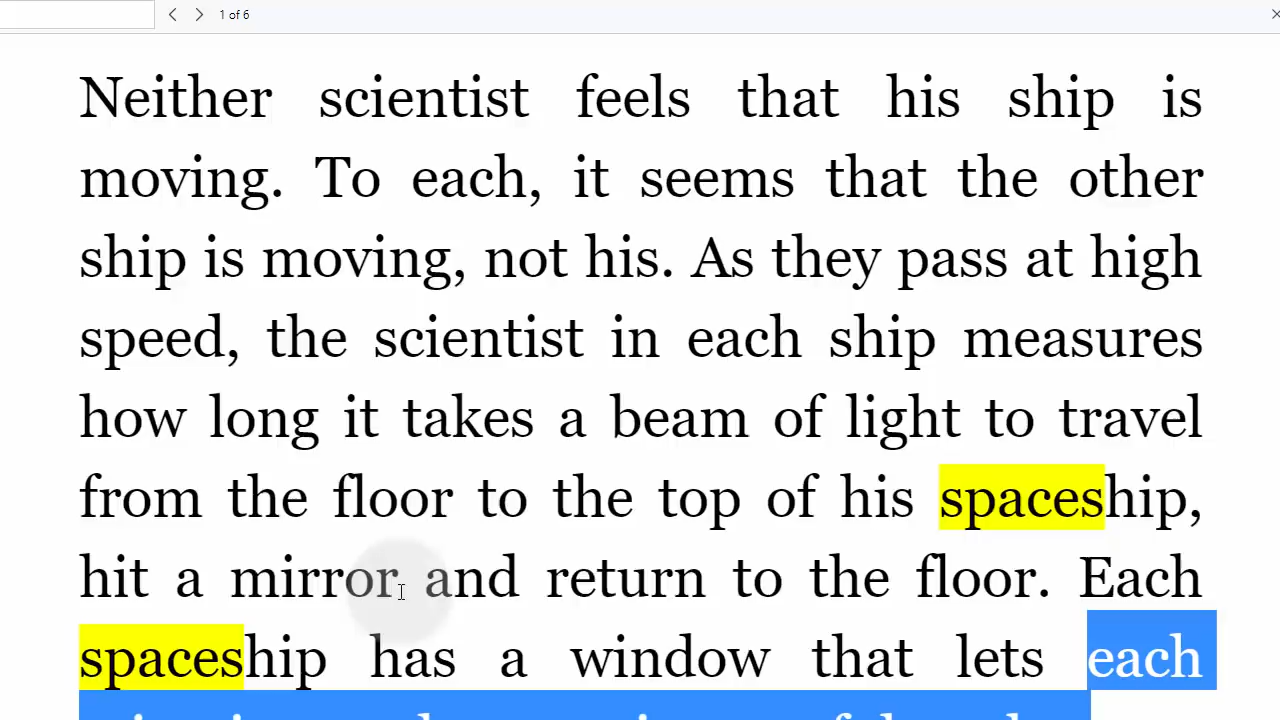 1 of 6
Neither scientist feels that his ship is
moving. To each, it seems that the other
ship is moving, not his. As they pass at high
speed, the scientist in each ship measures
how long it takes a beam of light to travel
from the floor to the top of his spaceship,
hit a mirror and return to the floor. Each
spaceship has a window that lets each